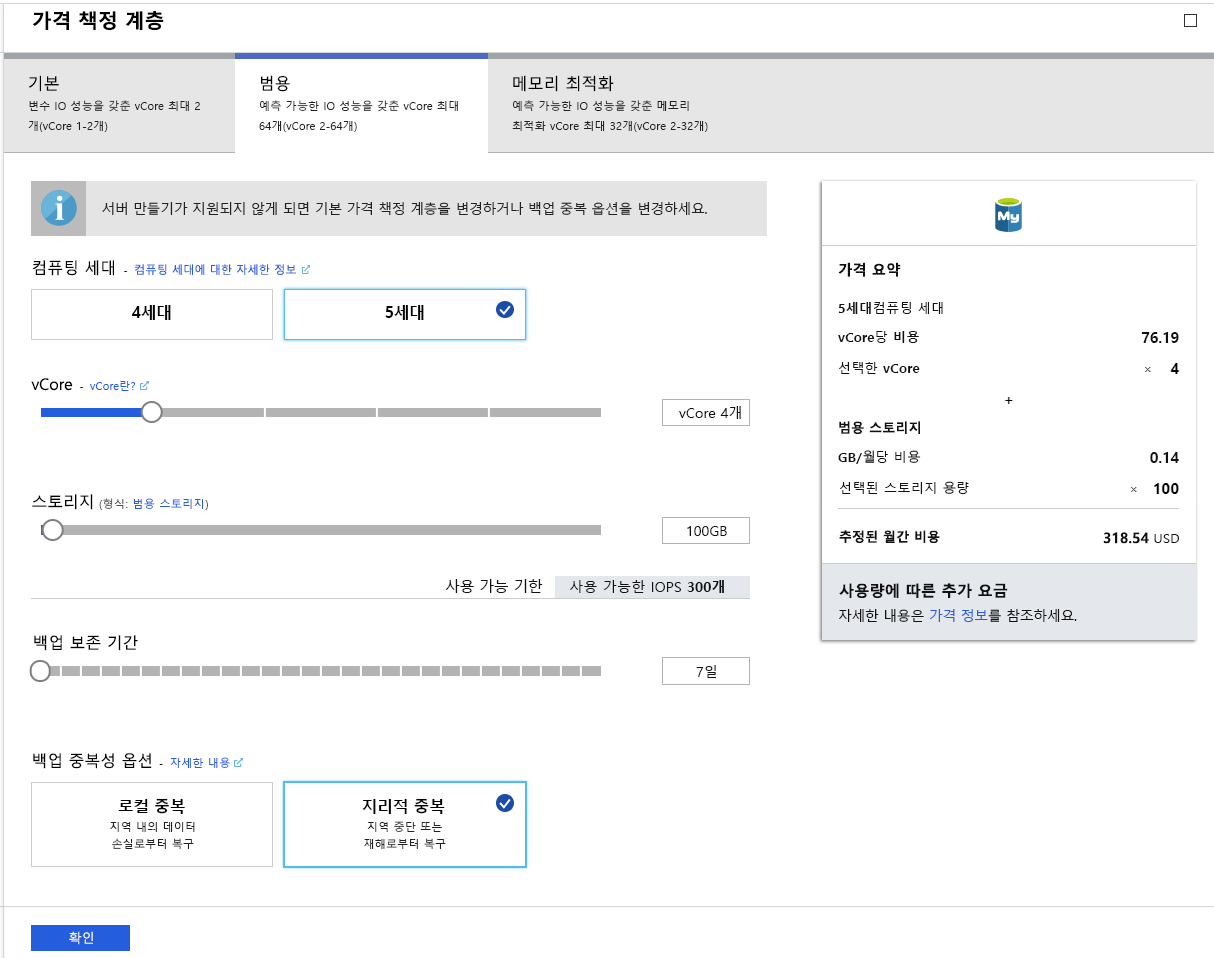 가격 책정 계층
기본
변수 IO 성능을 갖춘 vCore 최대 2
개(vCore 1-2개)
범용
예측 가능한 IO 성능을 갖춘 vCore 최대
64개(vCore 2-64개)
메모리 최적화
예측 가능한 IO 성능을 갖춘 메모리
최적화 vCore 최대 32개(vCore 2-32개)
서버 만들기가 지원되지 않게 되면 기본 가격 책정 계층을 변경하거나 백업 중복 옵션을 변경하세요.
컴퓨팅 세대 - 컴퓨팅 세대에 대한 자세한 정보
4세대
5세대
vCore - vCore란?
vCore 4개
스토리지 (형식: 범용 스토리지)
100GB
사용 가능 기한
사용 가능한 IOPS 300개
백업 보존 기간
7일
백업 중복성 옵션 - 자세한 내용
로컬 중복
지역 내의 데이터
손실로부터 복구
지리적 중복
지역 중단 또는
재해로부터 복구
확인
My
가격 요약
5세대컴퓨팅 세대
vCore당 비용 76.19
선택한 vCore × 4
+
범용 스토리지
GB/월당 비용 0.14
선택된 스토리지 용량 × 100
추정된 월간 비용 318.54 USD
사용량에 따른 추가 요금
자세한 내용은 가격 정보를 참조하세요.